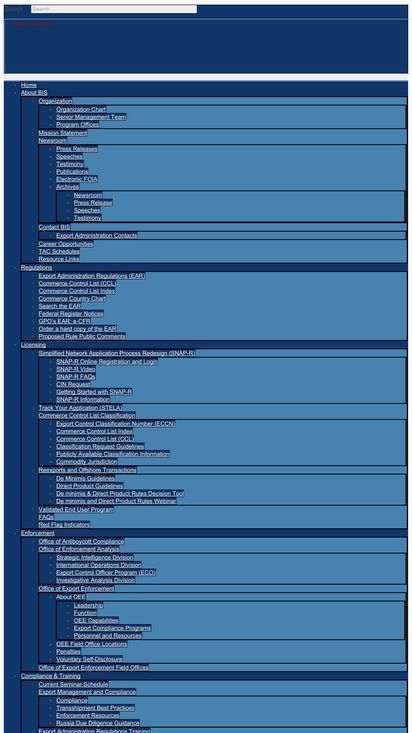 Search ...
Home
About BIS
Organization
Organization Chart
Senior Management Team
Program Offices
Mission Statement
Newsroom
Press Releases
Speeches
Testimony
Publications
Electronic FOIA
Archives
Newsroom
Press Release
Speeches
Testimony
Contact BIS
Export Administration Contacts
Career Opportunities
TAC Schedules
Resource Links
Regulations
Export Administration Regulations (EAR)
Commerce Control List (CCL)
Commerce Control List Index
Commerce Country Chart
Search the EAR
Federal Register Notices
GPO's EAR: e-CFR
Order a hard copy of the EAR
Proposed Rule Public Comments
Licensing
Simplified Network Application Process Redesign (SNAP-R)
SNAP-R Online Registration and Login
SNAP-R Video
SNAP-R FAQs
CIN Request
Getting Started with SNAP-R
SNAP-R Information
Track Your Application (STELA)
Commerce Control List Classification
Export Control Classification Number (ECCN)
Commerce Control List Index
Commerce Control List (CCL)
Classification Request Guidelines
Publicly Available Classification Information
Commodity Jurisdiction
Reexports and Offshore Transactions
De Minimis Guidelines
Direct Product Guidelines
De minimis & Direct Product Rules Decision Tool
De minimis and Direct Product Rules Webinar
Validated End User Program
FAQs
Red Flag Indicators
Enforcement
Office of Antiboycott Compliance
Office of Enforcement Analysis
Strategic Intelligence Division
International Operations Division
Export Control Officer Program (ECO)
Investigative Analysis Division
Office of Export Enforcement
About OEE
Leadership
Function
OEE Capabilities
Export Compliance Programs
Personnel and Resources
OEE Field Office Locations
Penalties
Voluntary Self-Disclosure
Office of Export Enforcement Field Offices
Compliance & Training
Current Seminar Schedule
Export Management and Compliance
Compliance
Transshipment Best Practices
Enforcement Resources
Russia Due Diligence Guidance
Export Administration Regulations Training